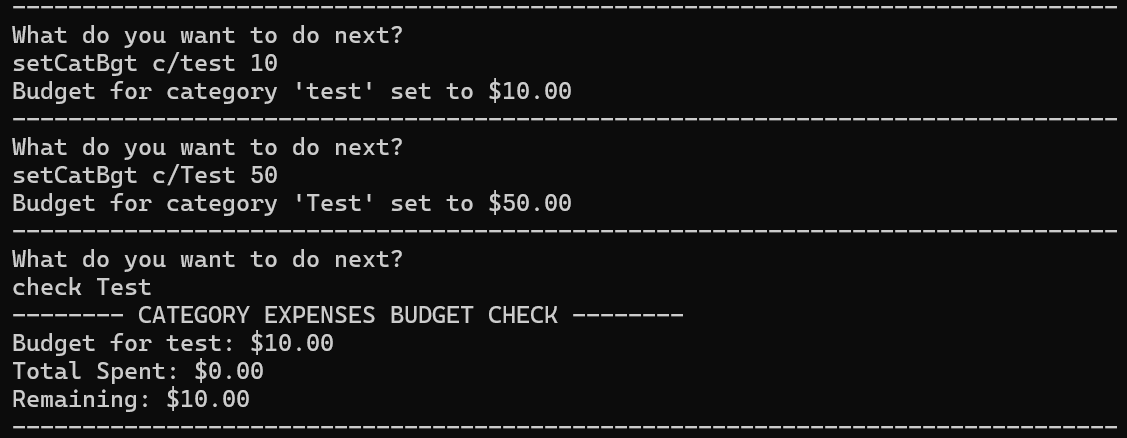 --------------------------------------------------------------------------------
What do you want to do next?
setCatBgt c/test 10
Budget for category 'test' set to $10.00
--------------------------------------------------------------------------------
What do you want to do next?
setCatBgt c/Test 50
Budget for category 'Test' set to $50.00
--------------------------------------------------------------------------------
What do you want to do next?
check Test
-------- CATEGORY EXPENSES BUDGET CHECK --------
Budget for test: $10.00
Total Spent: $0.00
Remaining: $10.00
--------------------------------------------------------------------------------